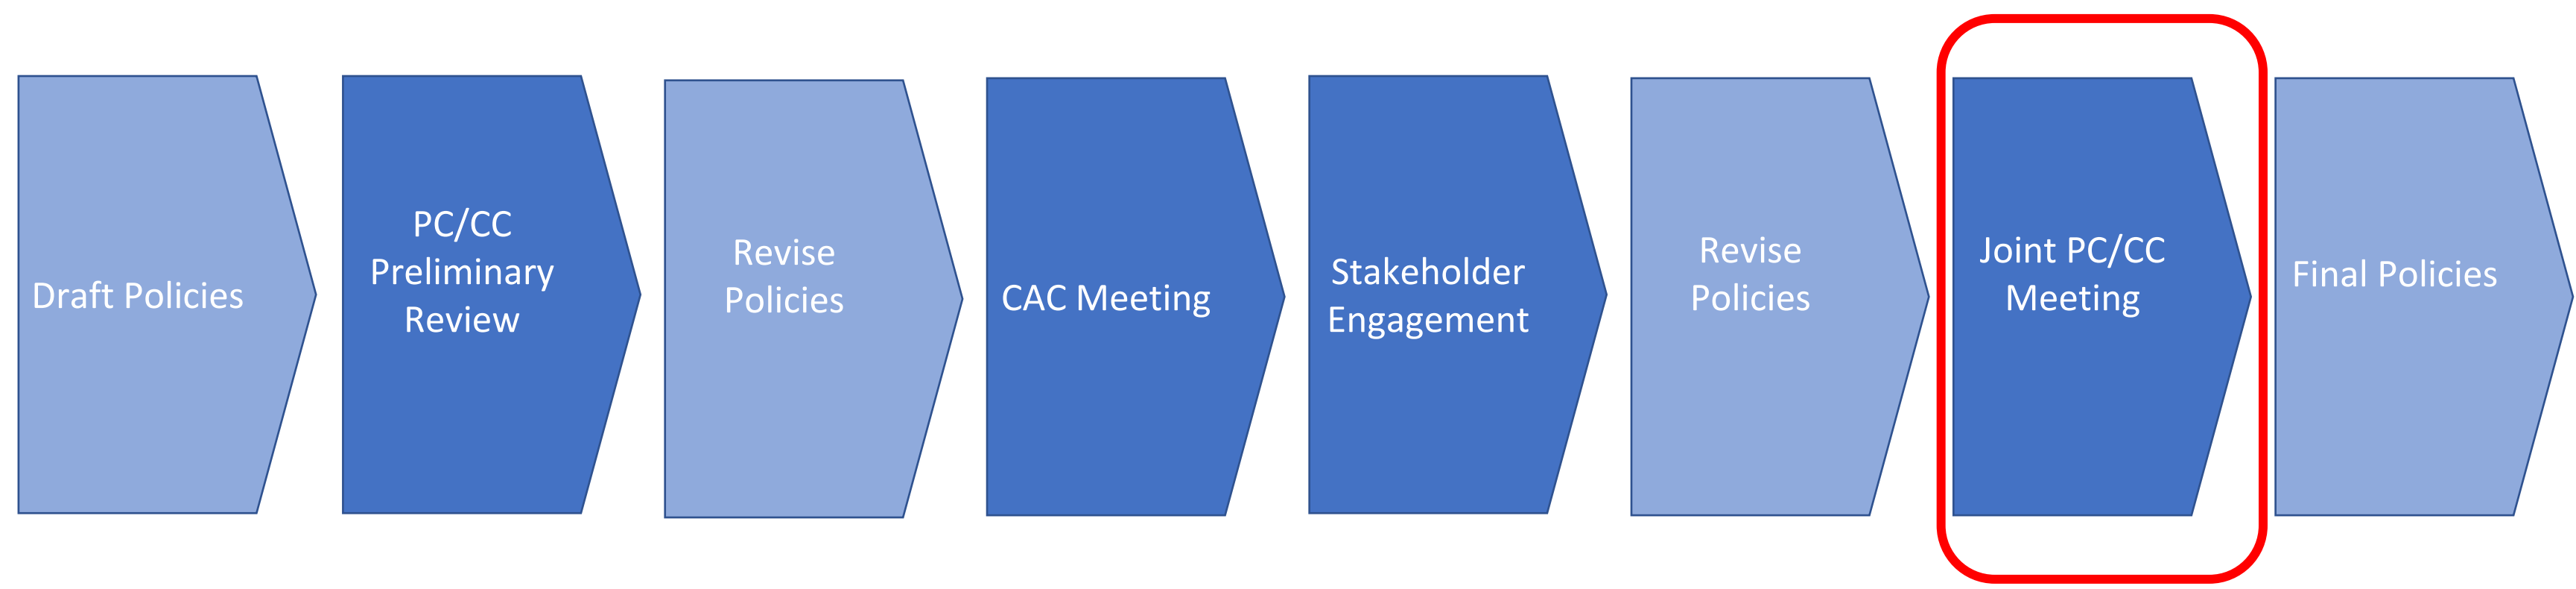 Draft Policies
PC/CC
Preliminary
Review
Revise
Policies
CAC Meeting
Stakeholder
Engagement
Revise
Policies
Joint PC/CC
Meeting
Final Policies